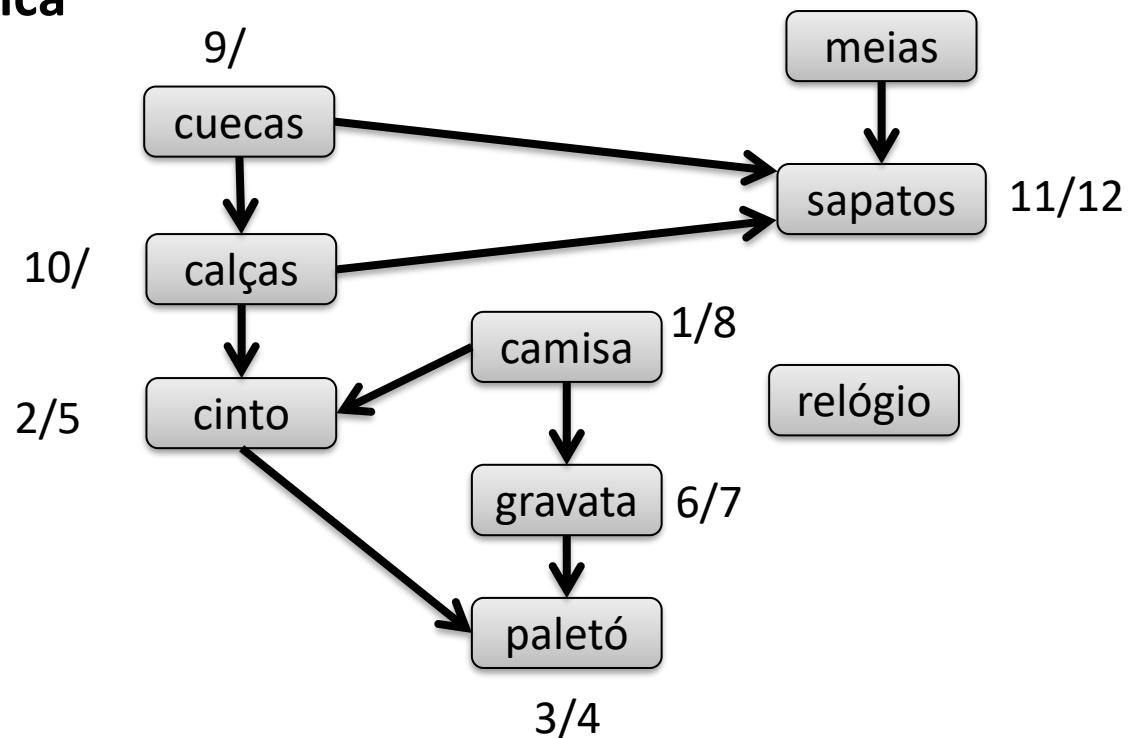 9/
meias
cuecas
sapatos 11/12
10/ calças
camisa 1/8
2/5 cinto
relógio
gravata 6/7
paletó
3/4